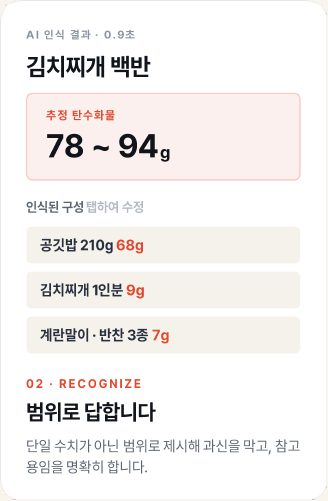 AI 인식 결과 · 0.9초
김치찌개 백반
추정 탄수화물
78 ~ 94g
인식된 구성 탭하여 수정
공깃밥 210g 68g
김치찌개 1인분 9g
계란말이 · 반찬 3종 7g
02 · RECOGNIZE
범위로 답합니다
단일 수치가 아닌 범위로 제시해 과신을 막고, 참고
용임을 명확히 합니다.